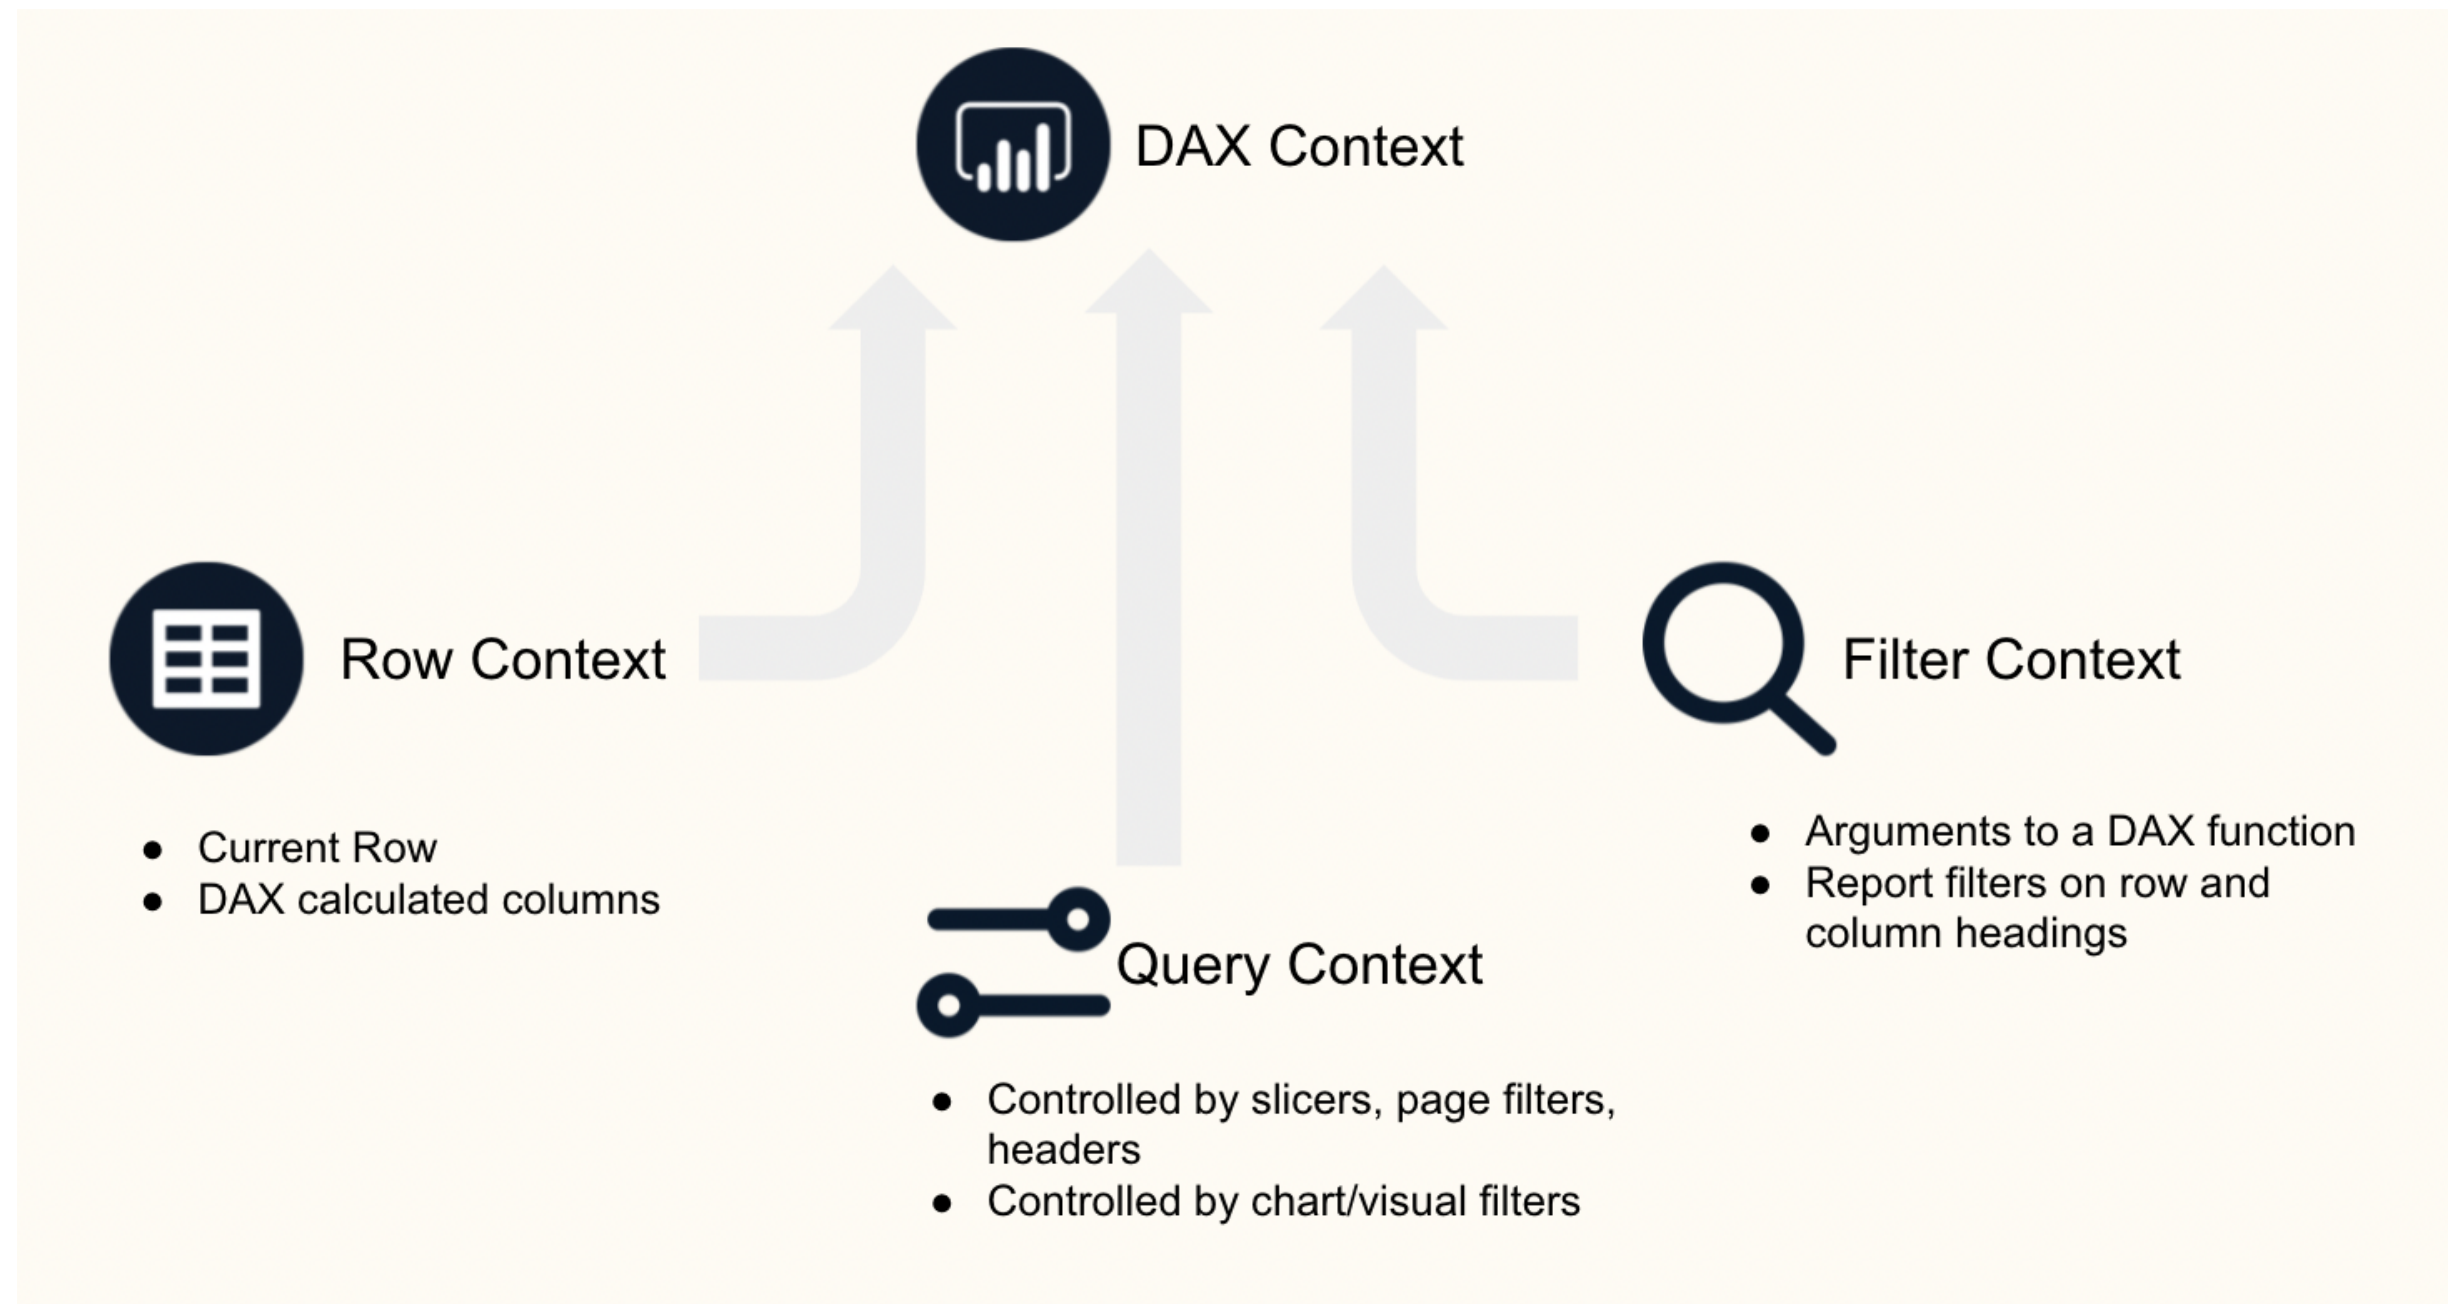 DAX Context
Row Context
● Current Row
● DAX calculated columns
Query Context
● Controlled by slicers, page filters,
headers
● Controlled by chart/visual filters
Filter Context
● Arguments to a DAX function
● Report filters on row and
column headings